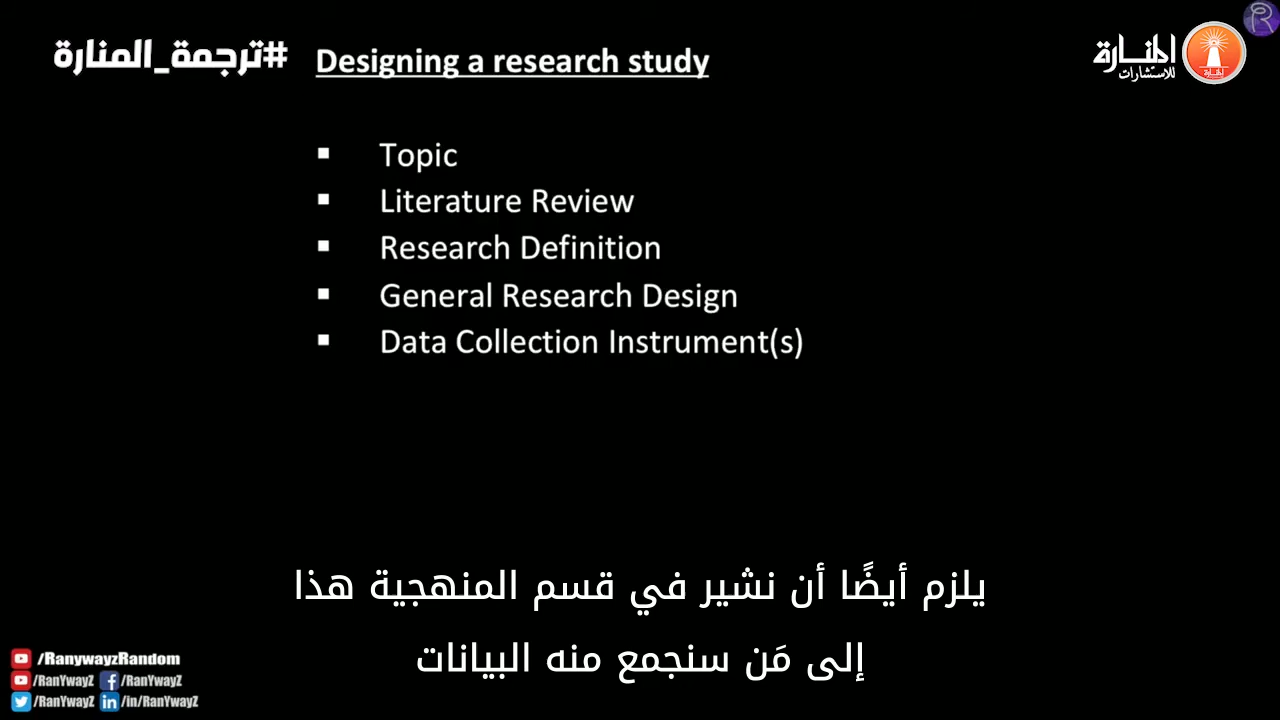 #ترجمة_المنارة
Designing a research study
المنارة
للاستشارات
▪ Topic
▪ Literature Review
▪ Research Definition
▪ General Research Design
▪ Data Collection Instrument(s)
يلزم أيضًا أن نشير في قسم المنهجية هذا
إلى مَن سنجمع منه البيانات
/RanywayzRandom
/RanYwayZ /RanYwayZ
/RanYwayZ /in/RanYwayZ